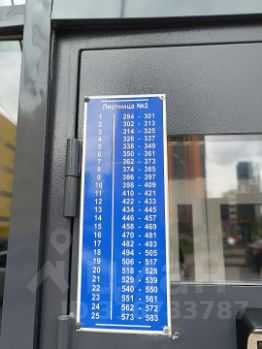 Лестница №2
1 294 - 301
2 302 - 313
3 314 - 325
4 326 - 337
5 338 - 349
6 350 - 361
7 362 - 373
8 374 - 385
9 386 - 397
10 398 - 409
11 410 - 421
12 422 - 433
13 434 - 445
14 446 - 457
15 458 - 469
16 470 - 481
17 482 - 493
18 494 - 505
19 506 - 517
20 518 - 528
21 529 - 539
22 540 - 550
23 551 - 561
24 562 - 572
25 573 - 583